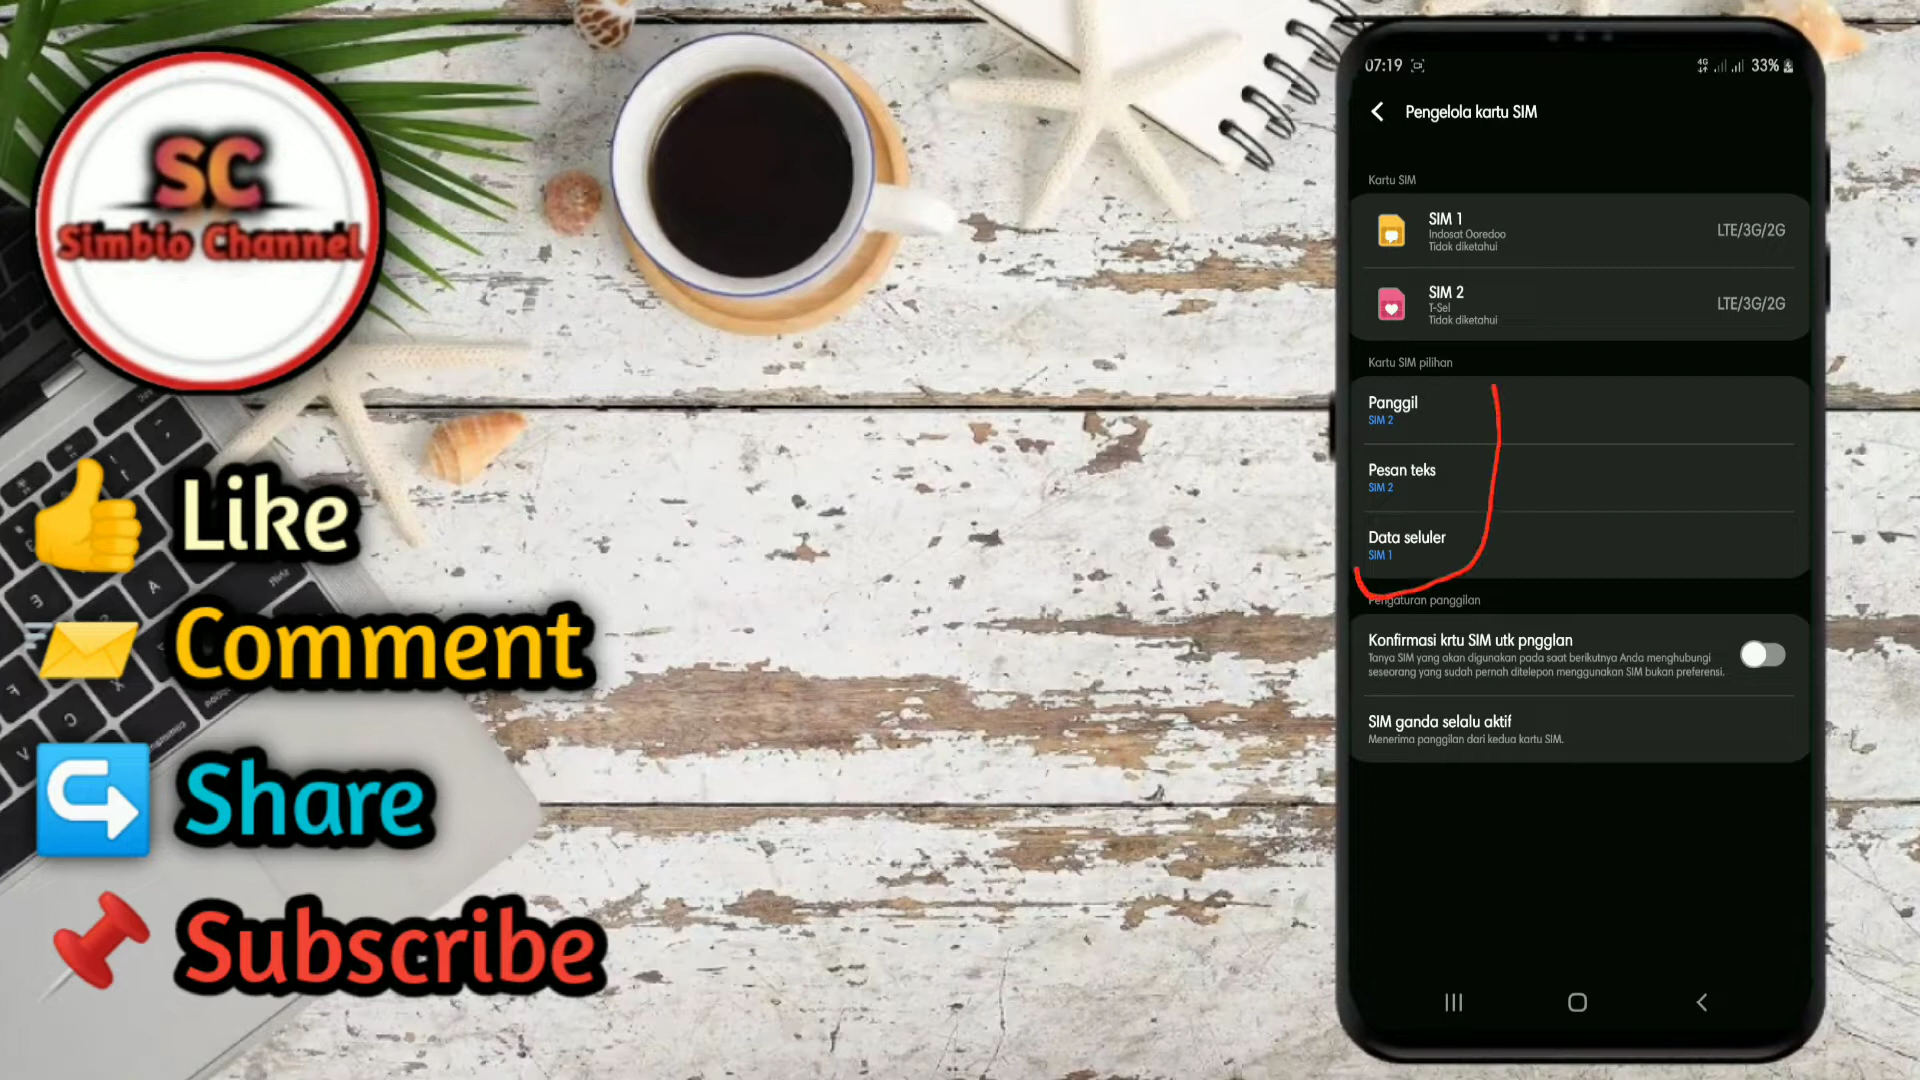 SC
Simbio Channel
Like
Comment
Share
Subscribe
07:19
4G
33%
Pengelola kartu SIM
Kartu SIM
SIM 1
Indosat Ooredoo
Tidak diketahui
LTE/3G/2G
SIM 2
T-Sel
Tidak diketahui
LTE/3G/2G
Kartu SIM pilihan
Panggil
SIM 2
Pesan teks
SIM 2
Data seluler
SIM 1
Pengaturan panggilan
Konfirmasi krtu SIM utk pngglan
Tanya SIM yang akan digunakan pada saat berikutnya Anda menghubungi
seseorang yang sudah pernah ditelepon menggunakan SIM bukan preferensi.
SIM ganda selalu aktif
Menerima panggilan dari kedua kartu SIM.